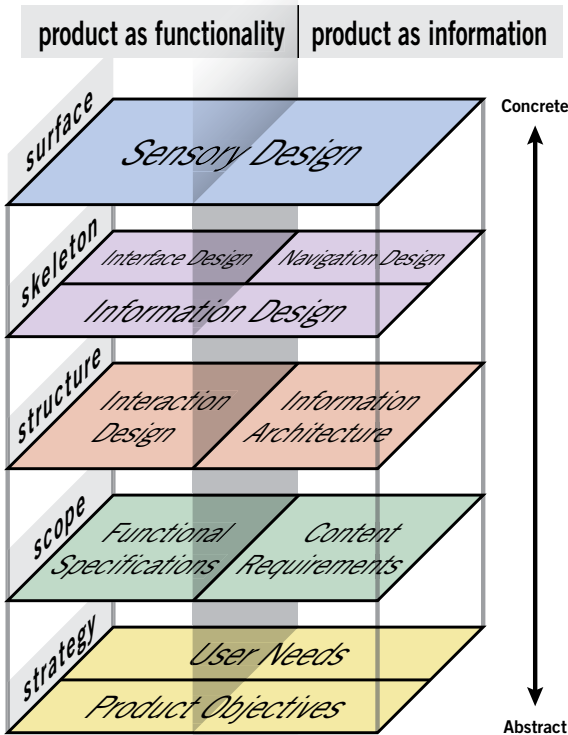 product as functionality
product as information
Concrete
surface
Sensory Design
skeleton
Interface Design
Navigation Design
Information Design
structure
Interaction
Design
Information
Architecture
scope
Functional
Specifications
Content
Requirements
strategy
User Needs
Product Objectives
Abstract